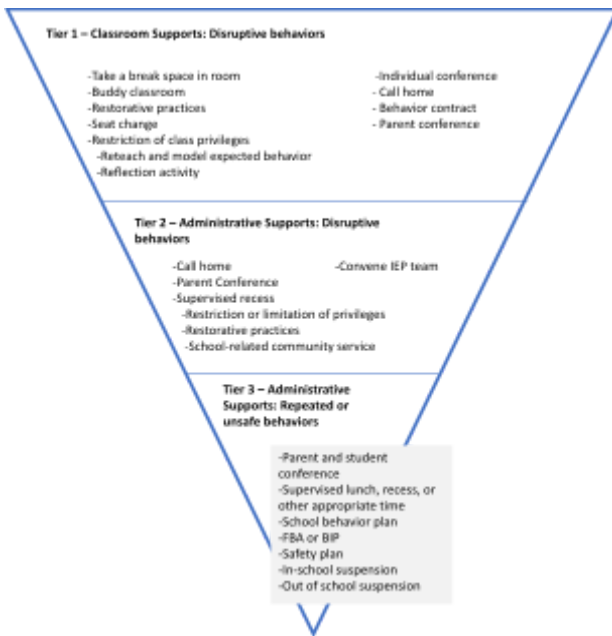 Tier 1 – Classroom Supports: Disruptive behaviors
-Take a break space in room
-Buddy classroom
-Restorative practices
-Seat change
-Restriction of class privileges
-Reteach and model expected behavior
-Reflection activity
-Individual conference
- Call home
- Behavior contract
- Parent conference
Tier 2 – Administrative Supports: Disruptive
behaviors
-Call home
-Parent Conference
-Supervised recess
-Restriction or limitation of privileges
-Restorative practices
-School-related community service
-Convene IEP team
Tier 3 – Administrative
Supports: Repeated or
unsafe behaviors
-Parent and student
conference
-Supervised lunch, recess, or
other appropriate time
-School behavior plan
-FBA or BIP
-Safety plan
-In-school suspension
-Out of school suspension